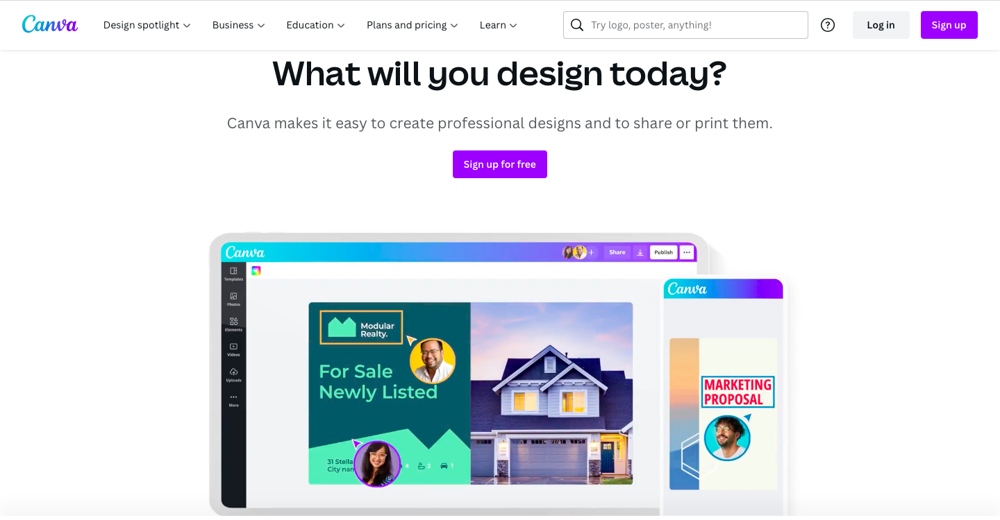 Canva
Design spotlight
Business
Education
Plans and pricing
Learn
Try logo, poster, anything!
?
Log in
Sign up
What will you design today?
Canva makes it easy to create professional designs and to share or print them.
Sign up for free
Canva
+
Share
Publish
Templates
Photos
Elements
Videos
Uploads
More
Modular
Realty.
For Sale
Newly Listed
31 Stella
City nam
4
2
1
Canva
MARKETING
PROPOSAL